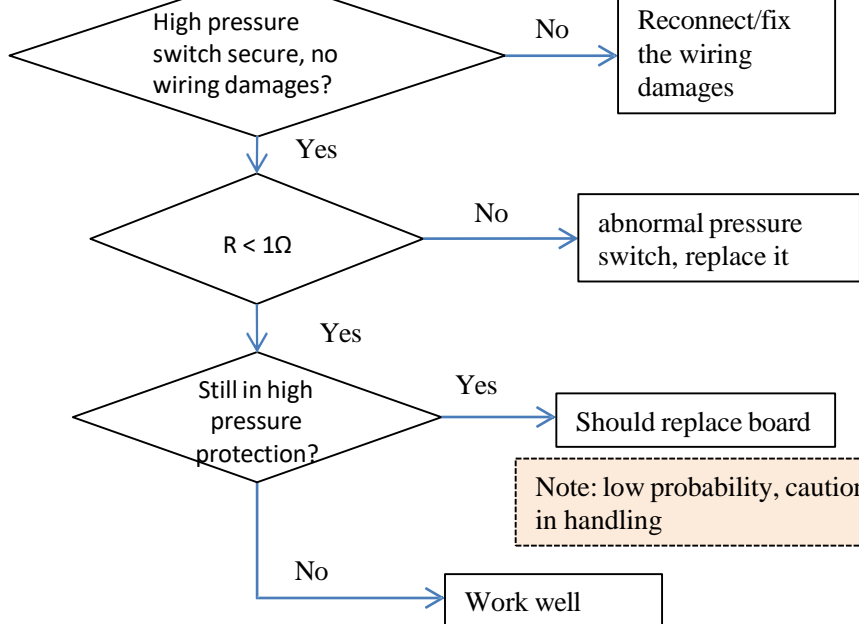 High pressure
switch secure, no
wiring damages?
No
Reconnect/fix
the wiring
damages
Yes
R < 1Ω
No
abnormal pressure
switch, replace it
Yes
Still in high
pressure
protection?
Yes
Should replace board
Note: low probability, caution
in handling
No
Work well